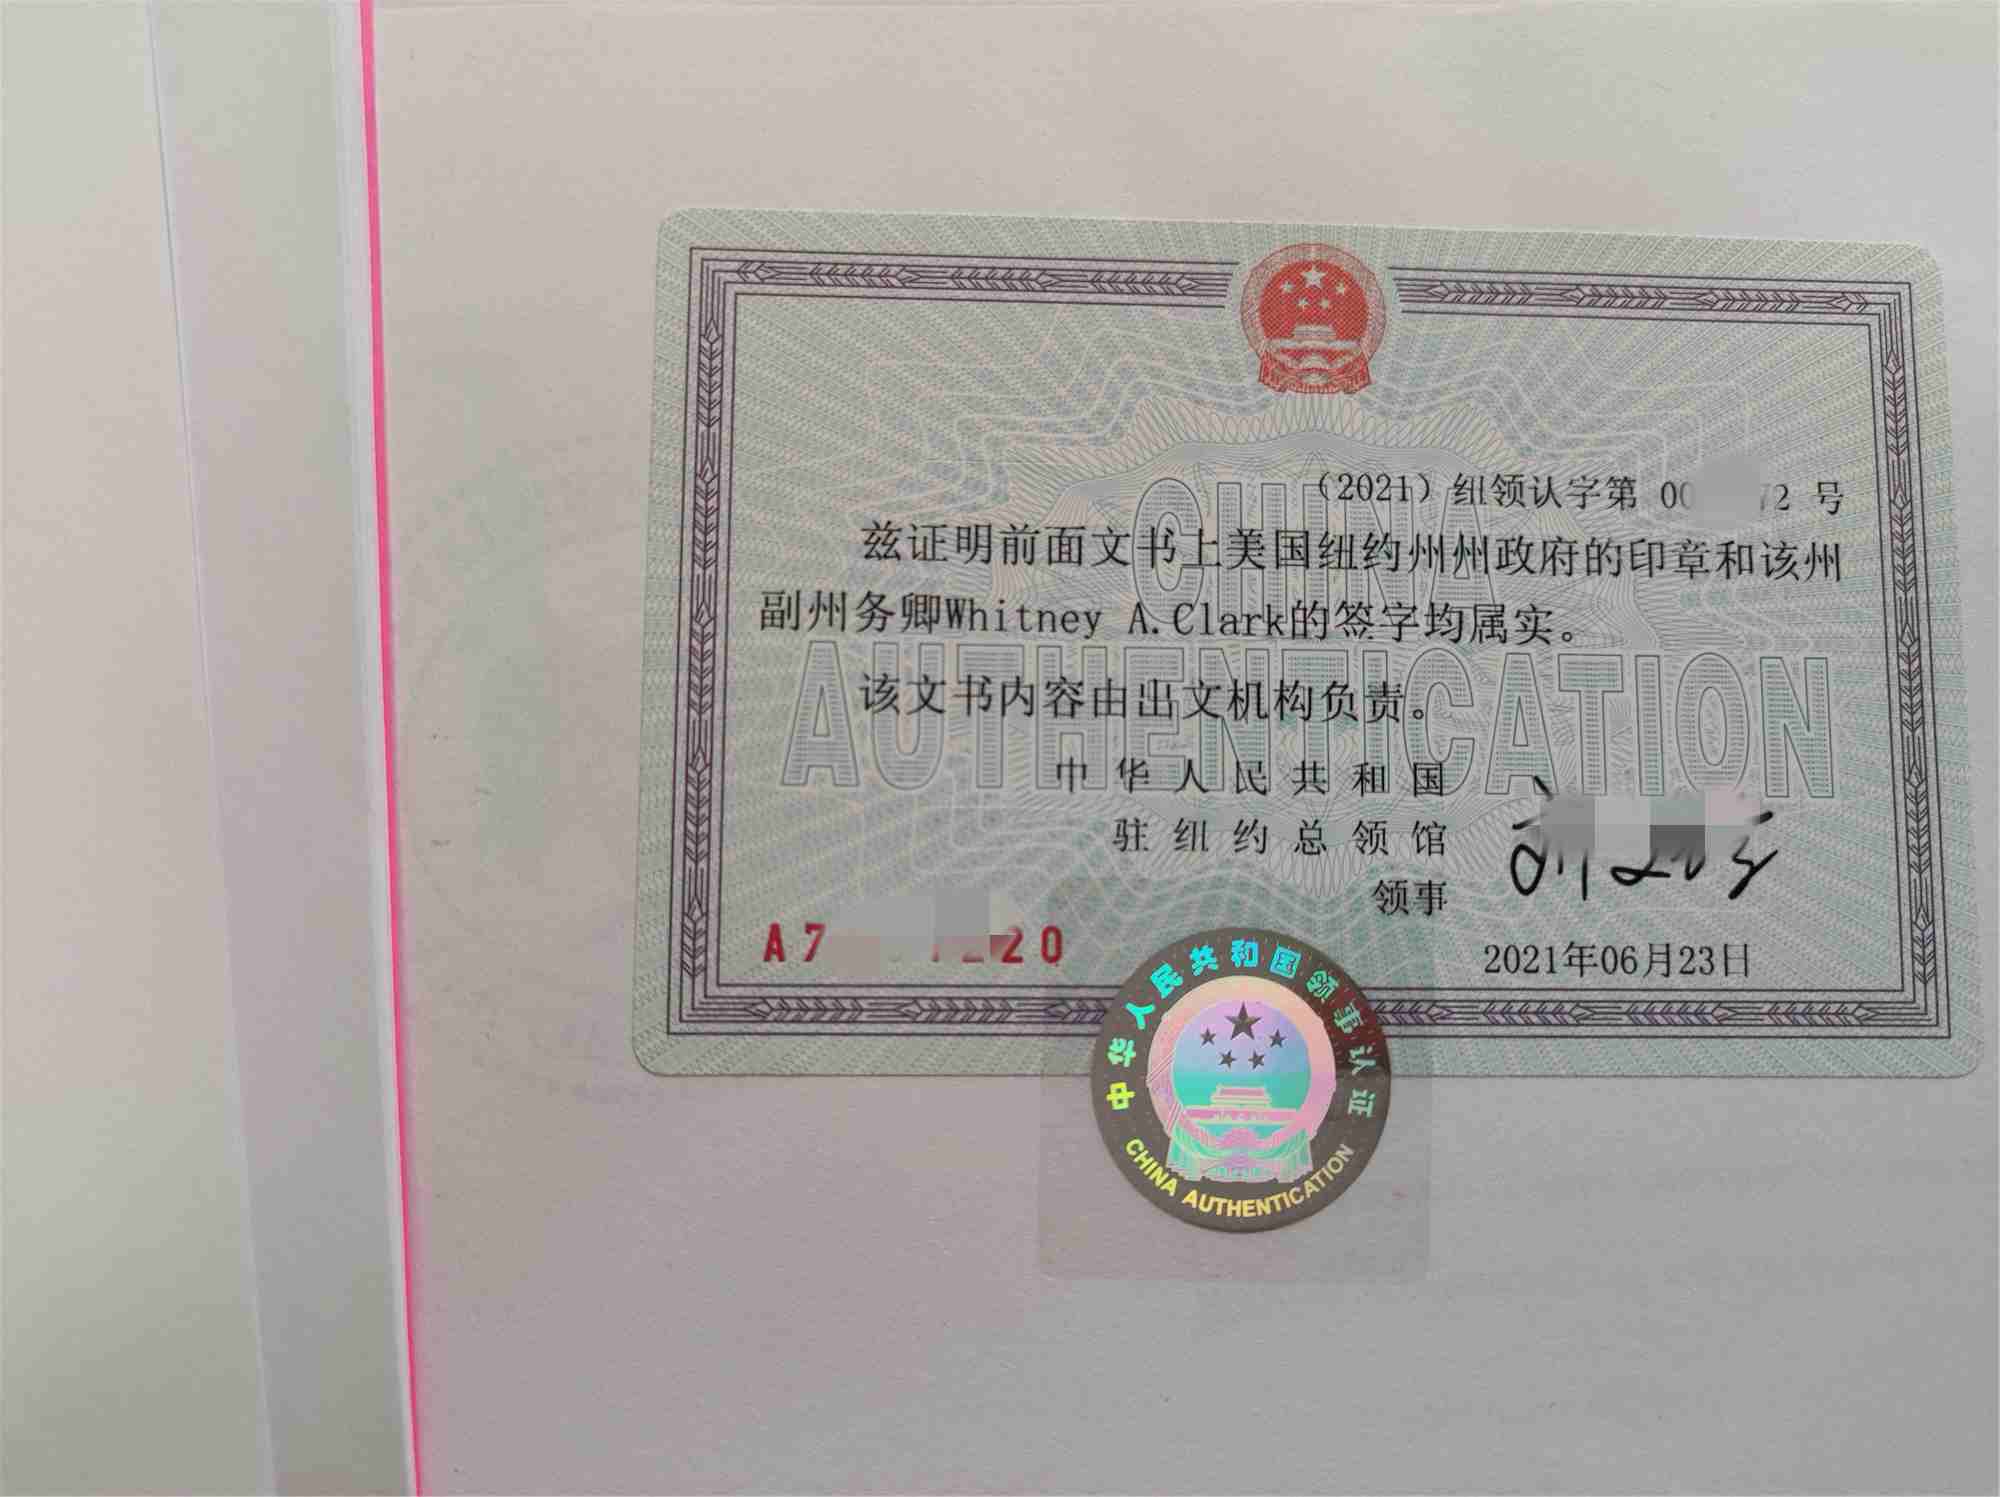 （2021）纽领认字第 00 72 号
兹证明前面文书上美国纽约州州政府的印章和该州
副州务卿Whitney A.Clark的签字均属实。
该文书内容由出文机构负责。
中华人民共和国
驻纽约总领馆
领事
A7 20
2021年06月23日
中华人民共和国领事认证
CHINA AUTHENTICATION
CHINA
AUTHENTICATION